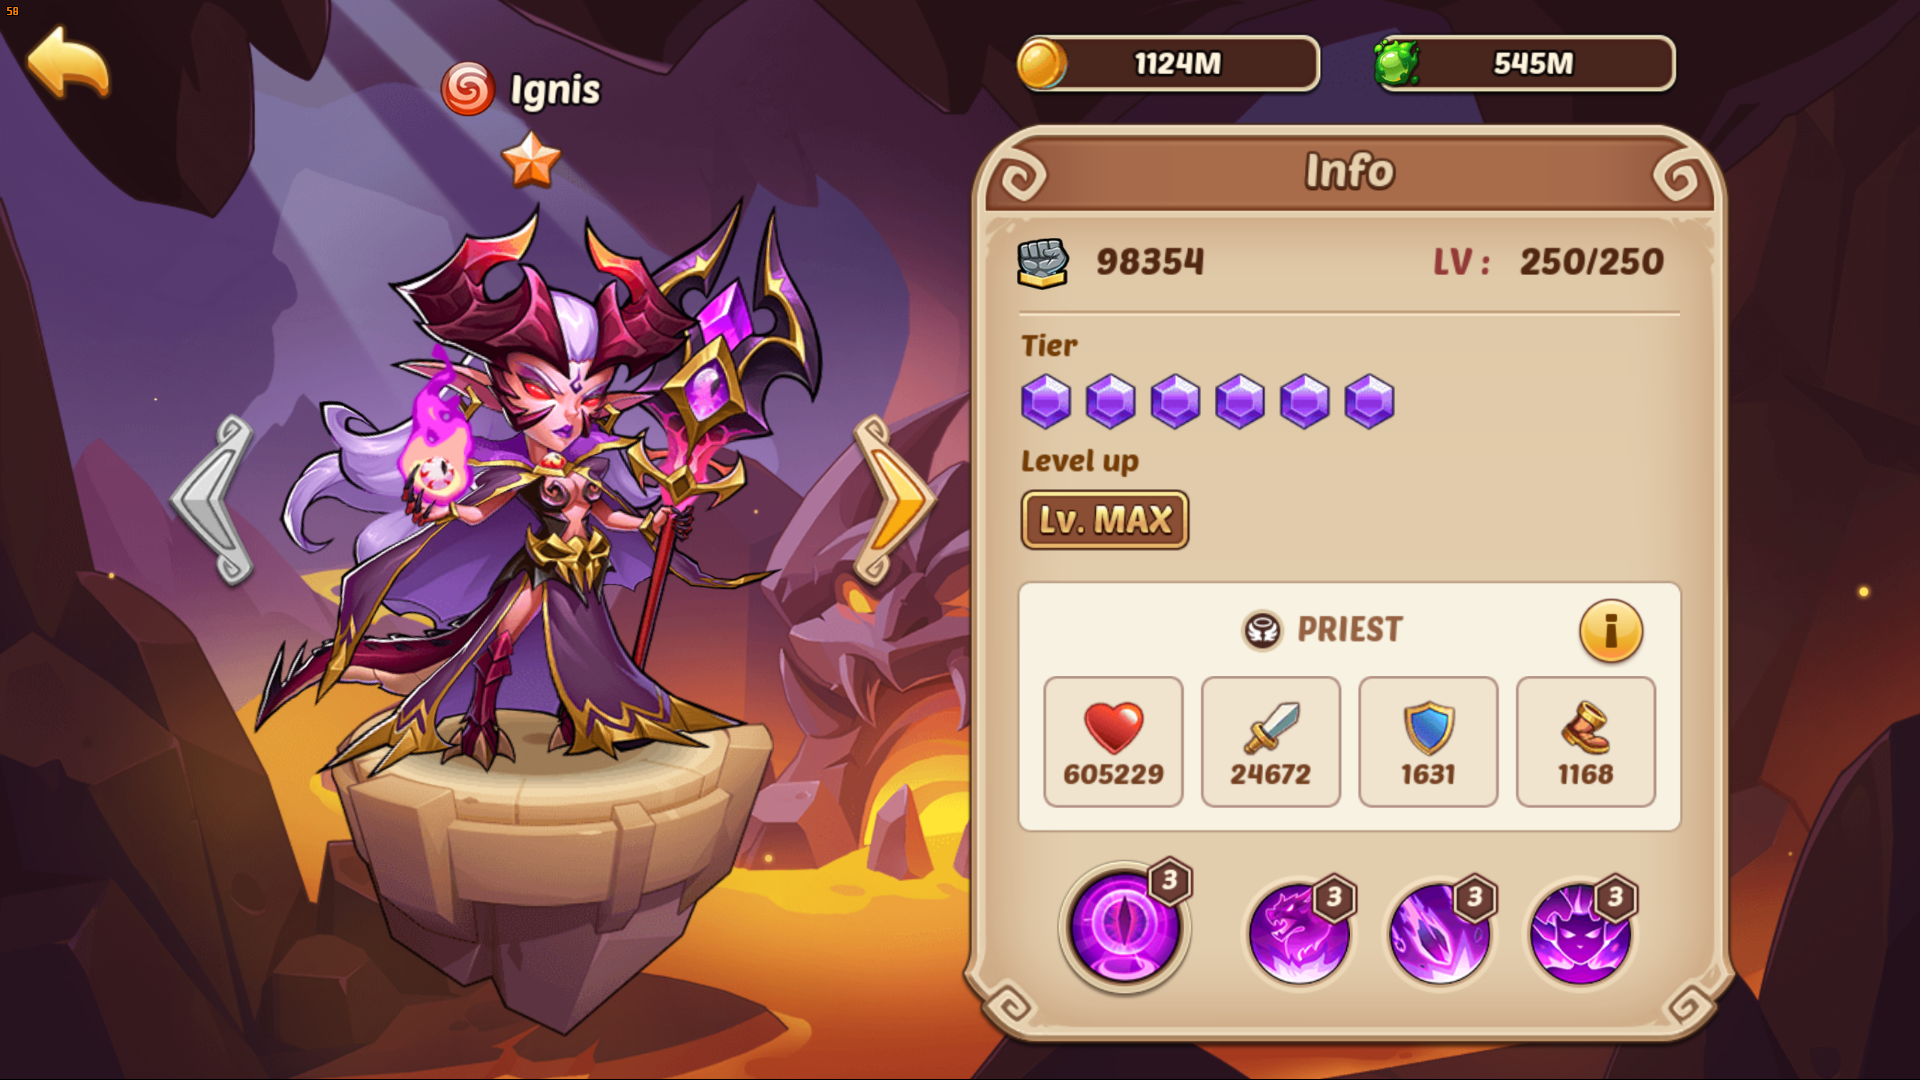 58
Ignis
1124M
545M
Info
98354
LV : 250/250
Tier
Level up
Lv. MAX
PRIEST
605229
24672
1631
1168
3
3
3
3